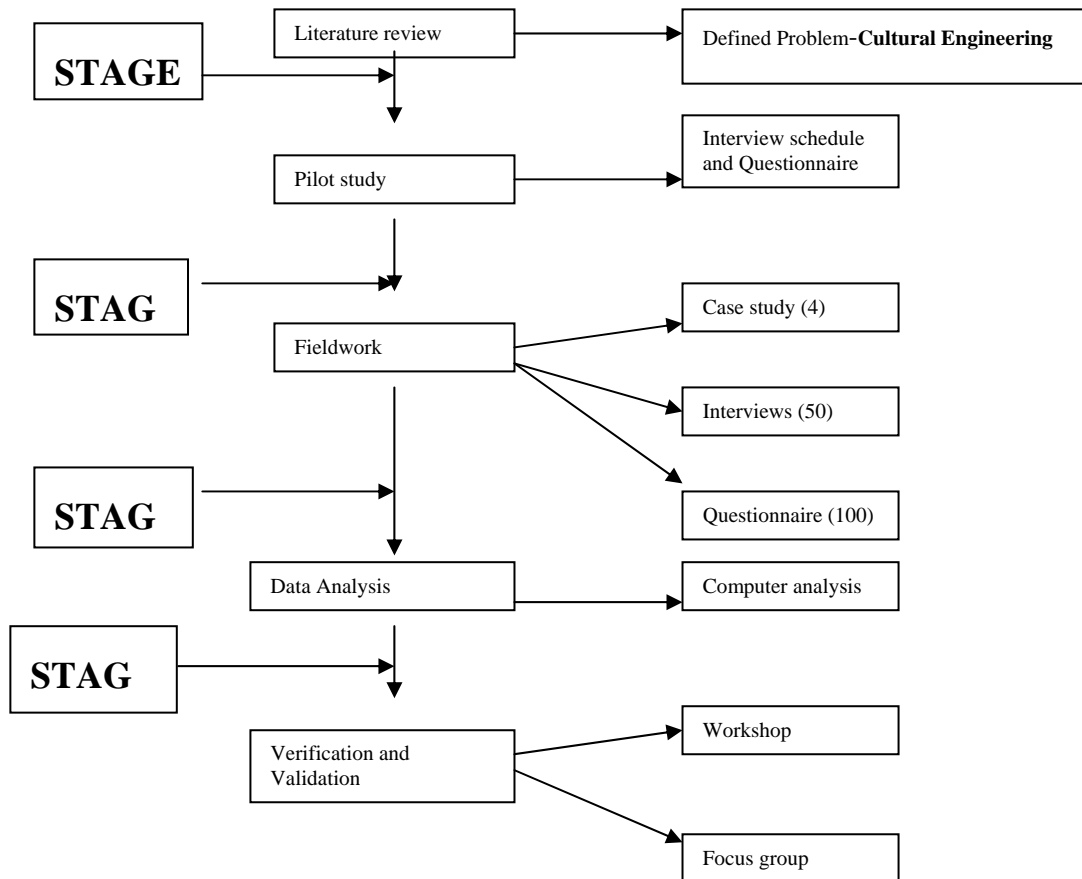 Literature review
Defined Problem-Cultural Engineering
STAGE
Interview schedule
and Questionnaire
Pilot study
STAG
Case study (4)
Fieldwork
Interviews (50)
STAG
Questionnaire (100)
Data Analysis
Computer analysis
STAG
Workshop
Verification and
Validation
Focus group